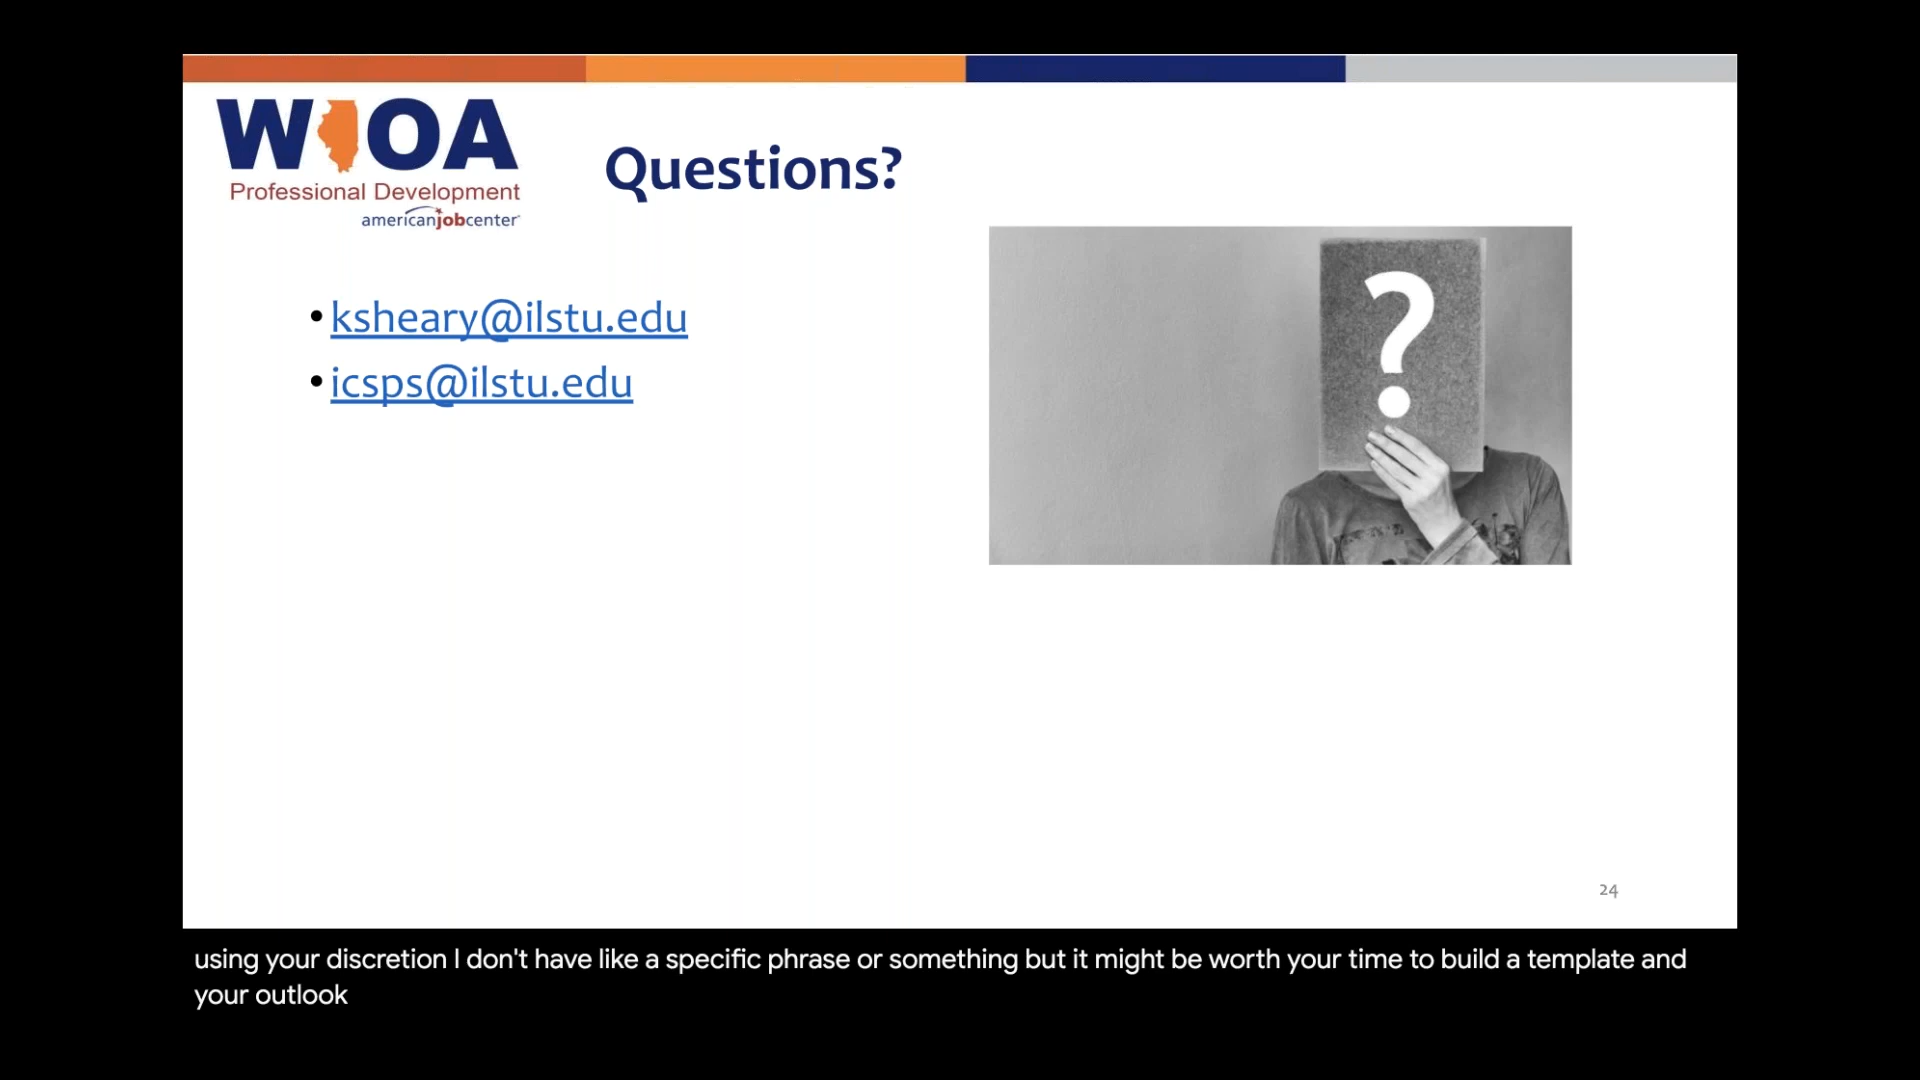 WIOA
Professional Development
americanjobcenter
Questions?
• ksheary@ilstu.edu
• icsps@ilstu.edu
?
24
using your discretion I don't have like a specific phrase or something but it might be worth your time to build a template and
your outlook